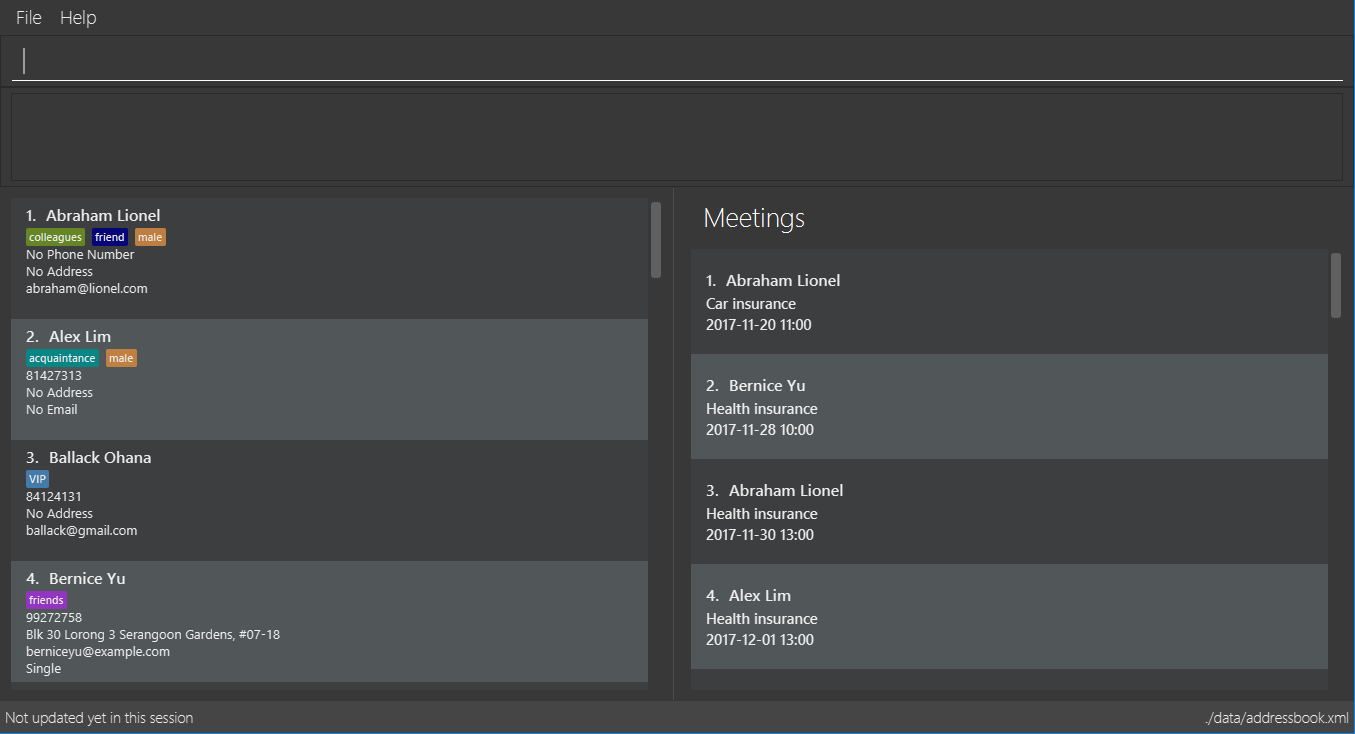 File Help
1. Abraham Lionel
colleagues friend male
No Phone Number
No Address
abraham@lionel.com
2. Alex Lim
acquaintance male
81427313
No Address
No Email
3. Ballack Ohana
VIP
84124131
No Address
ballack@gmail.com
4. Bernice Yu
friends
99272758
Blk 30 Lorong 3 Serangoon Gardens, #07-18
berniceyu@example.com
Single
Meetings
1. Abraham Lionel
Car insurance
2017-11-20 11:00
2. Bernice Yu
Health insurance
2017-11-28 10:00
3. Abraham Lionel
Health insurance
2017-11-30 13:00
4. Alex Lim
Health insurance
2017-12-01 13:00
Not updated yet in this session
./data/addressbook.xml